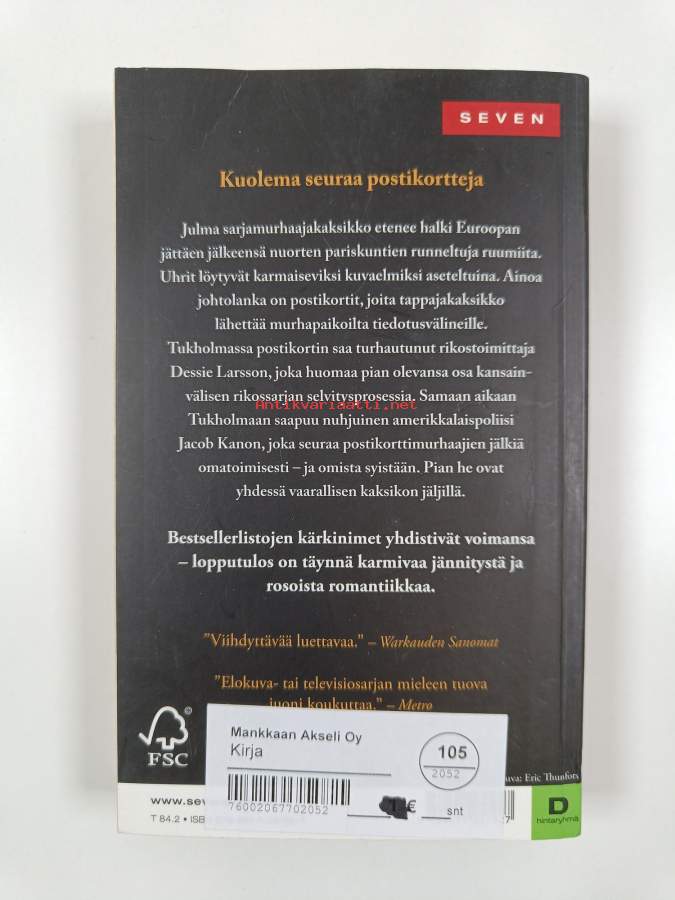 SEVEN
Kuolema seuraa postikortteja
Julma sarjamurhaajakaksikko etenee halki Euroopan
jättäen jälkeensä nuorten pariskuntien runneltuja ruumiita.
Uhrit löytyvät karmaiseviksi kuvaelmiksi aseteltuina. Ainoa
johtolanka on postikortit, joita tappajakaksikko
lähettää murhapaikoilta tiedotusvälineille.
Tukholmassa postikortin saa turhautunut rikostoimittaja
Dessie Larsson, joka huomaa pian olevansa osa kansain-
välisen rikossarjan selvitysprosessia. Samaan aikaan
Antikvariaatti.net
Tukholmaan saapuu nuhjuinen amerikkalaispoliisi
Jacob Kanon, joka seuraa postikorttimurhaajien jälkiä
omatoimisesti – ja omista syistään. Pian he ovat
yhdessä vaarallisen kaksikon jäljillä.
Bestsellerlistojen kärkinimet yhdistivät voimansa
– lopputulos on täynnä karmivaa jännitystä ja
rosoista romantiikkaa.
”Viihdyttävää luettavaa.” – Warkauden Sanomat
”Elokuva- tai televisiosarjan mieleen tuova
juoni koukuttaa.” – Metro
FSC
Mankkaan Akseli Oy
Kirja
105
2052
uva: Eric Thunfors
76002067702052
€ snt
www.sev
T 84.2 • ISB
7
D
hintaryhmä